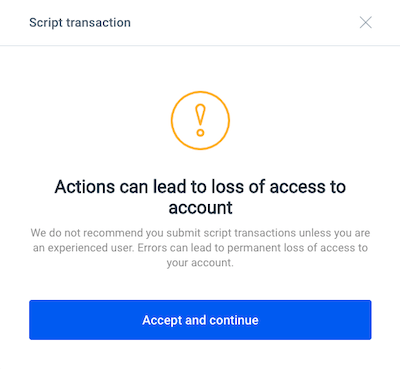 Script transaction
Actions can lead to loss of access to
account
We do not recommend you submit script transactions unless you are
an experienced user. Errors can lead to permanent loss of access to
your account.
Accept and continue